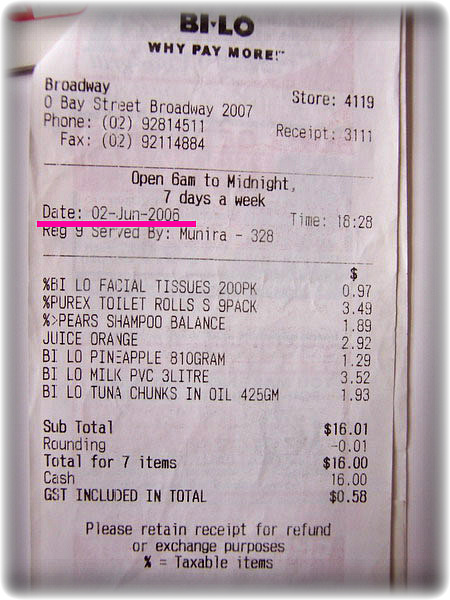 BI-LO
WHY PAY MORE!™
Broadway
Store: 4119
0 Bay Street Broadway 2007
Phone: (02) 92814511
Receipt: 3111
Fax: (02) 92114884
Open 6am to Midnight,
7 days a week
Date: 02-Jun-2006
Time: 18:28
Reg 9 Served By: Munira - 328
$
%BI LO FACIAL TISSUES 200PK 0.97
%PUREX TOILET ROLLS S 9PACK 3.49
%>PEARS SHAMPOO BALANCE 1.89
JUICE ORANGE 2.92
BI LO PINEAPPLE 810GRAM 1.29
BI LO MILK PVC 3LITRE 3.52
BI LO TUNA CHUNKS IN OIL 425GM 1.93
Sub Total $16.01
Rounding -0.01
Total for 7 items $16.00
Cash 16.00
GST INCLUDED IN TOTAL $0.58
Please retain receipt for refund
or exchange purposes
% = Taxable items